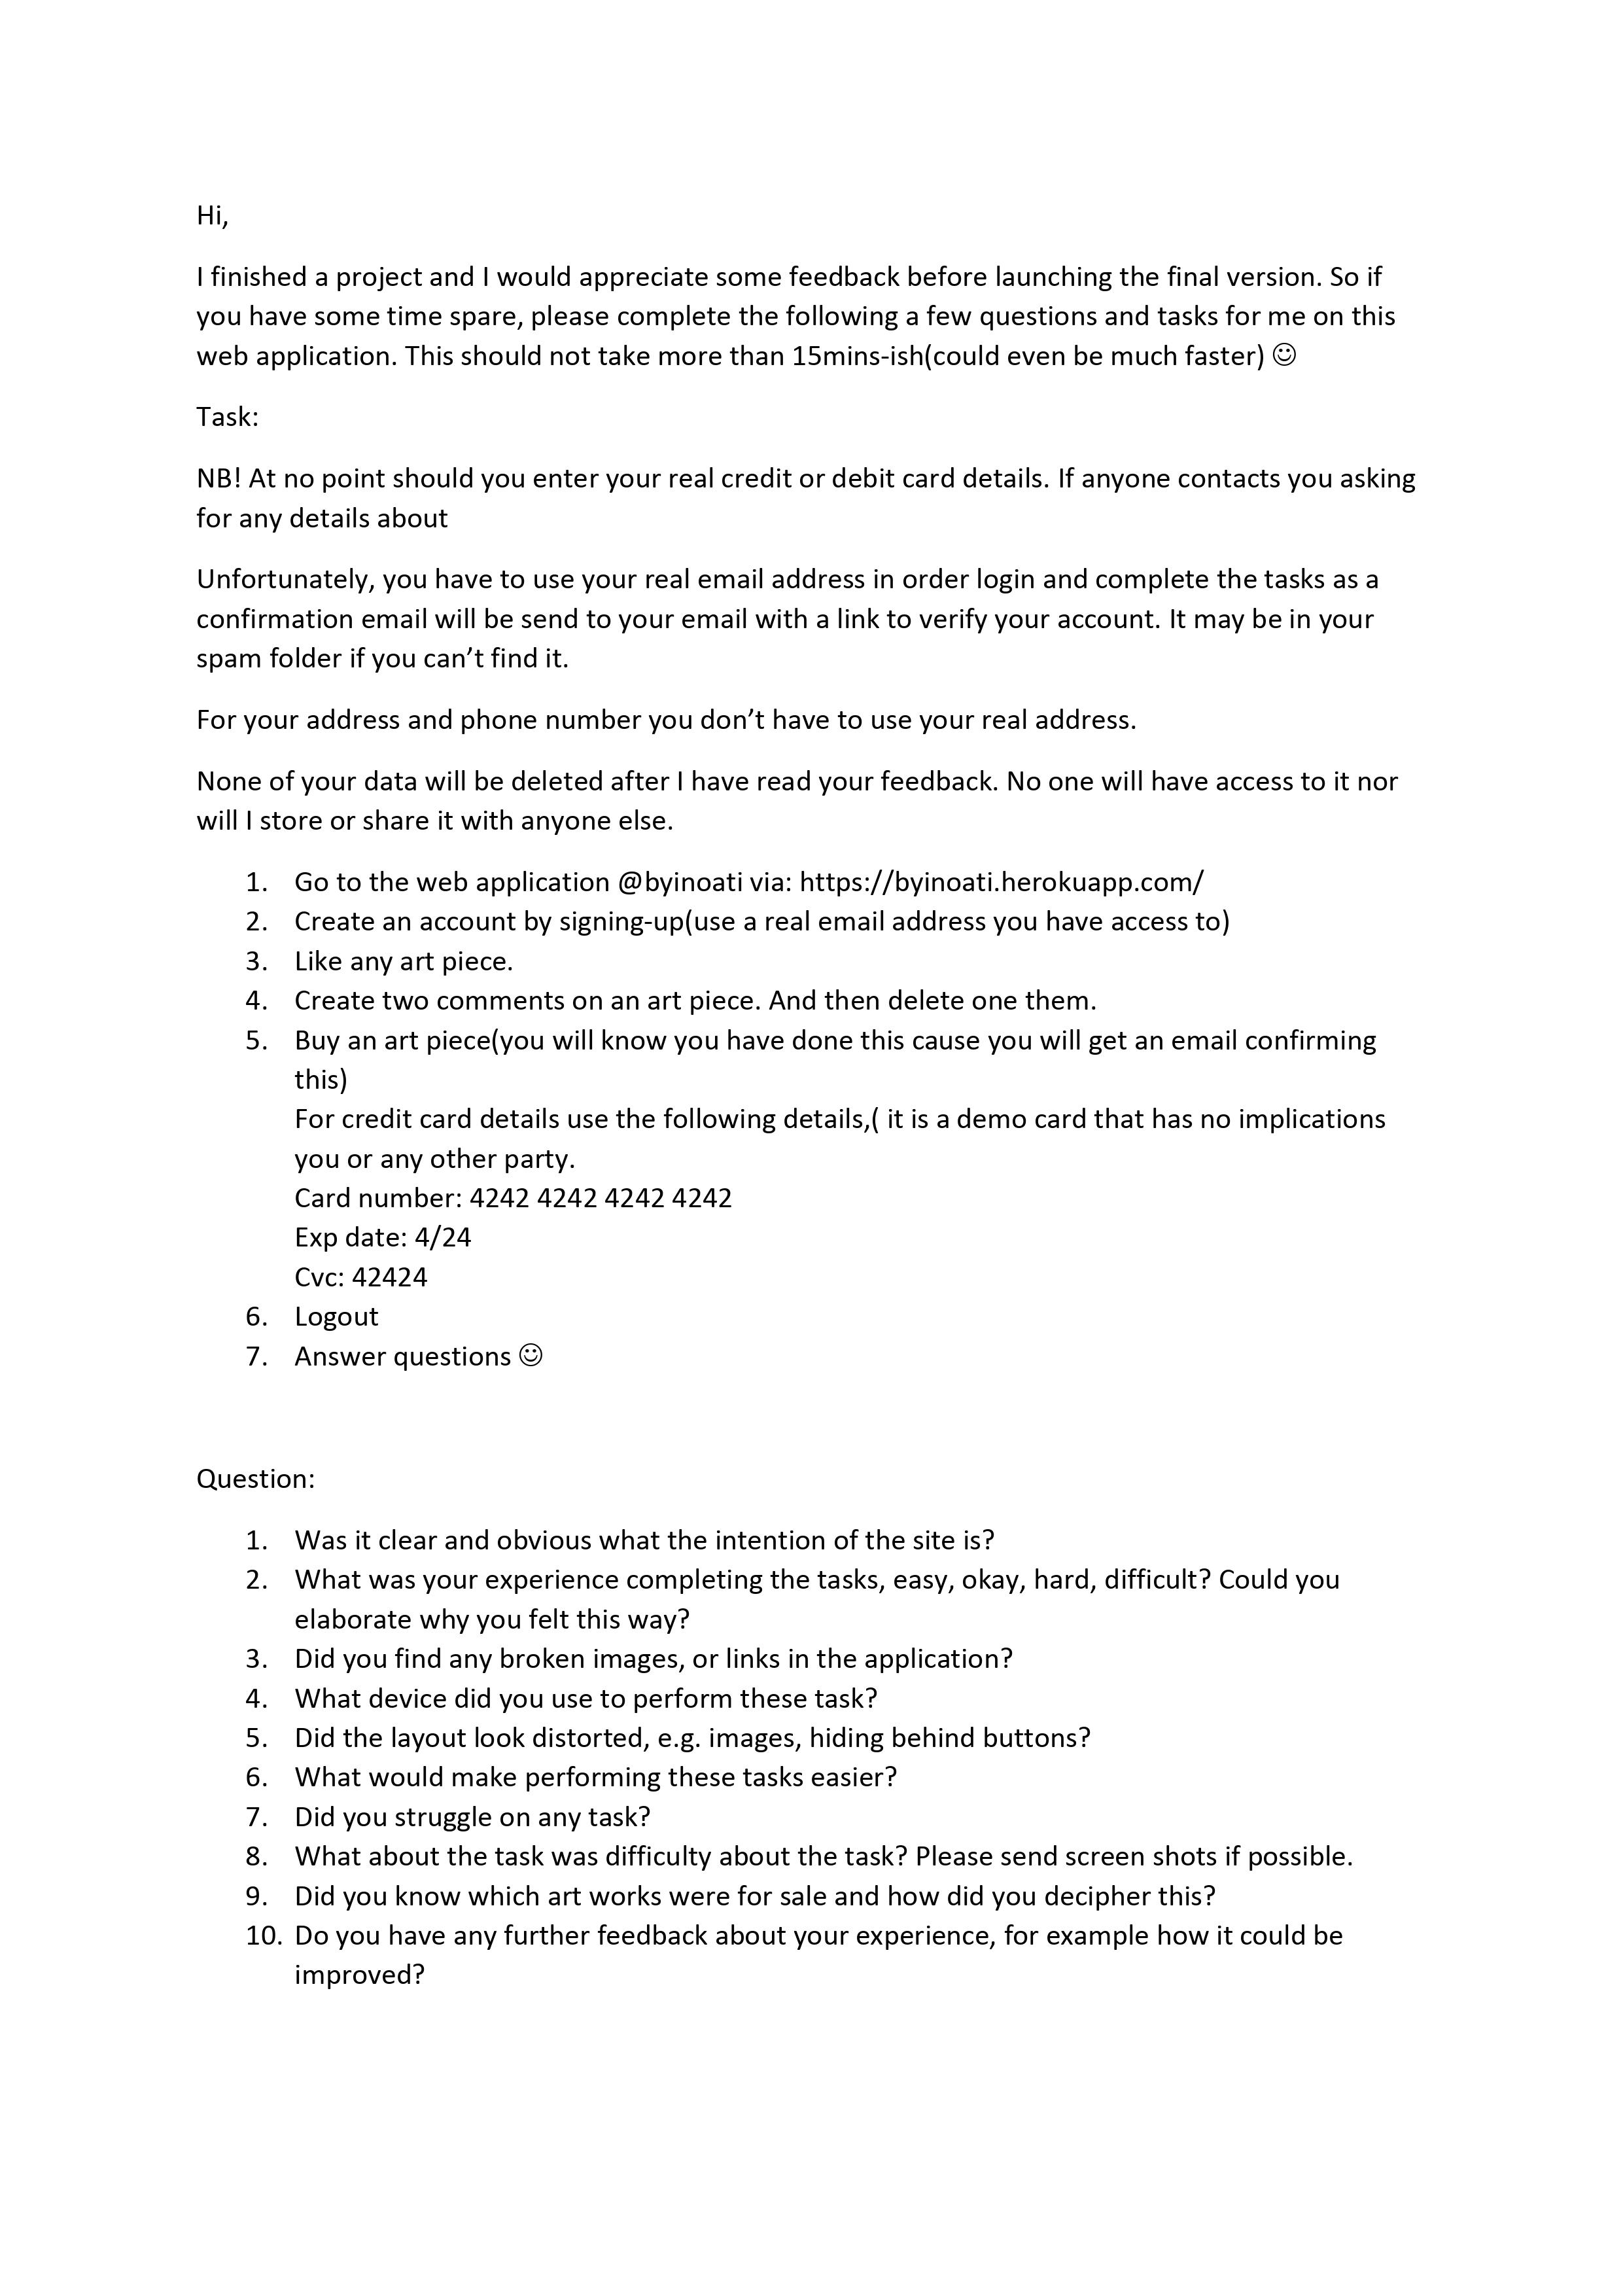 Hi,
I finished a project and I would appreciate some feedback before launching the final version. So if
you have some time spare, please complete the following a few questions and tasks for me on this
web application. This should not take more than 15mins-ish(could even be much faster) ☺
Task:
NB! At no point should you enter your real credit or debit card details. If anyone contacts you asking
for any details about
Unfortunately, you have to use your real email address in order login and complete the tasks as a
confirmation email will be send to your email with a link to verify your account. It may be in your
spam folder if you can’t find it.
For your address and phone number you don’t have to use your real address.
None of your data will be deleted after I have read your feedback. No one will have access to it nor
will I store or share it with anyone else.
1. Go to the web application @byinoati via: https://byinoati.herokuapp.com/
2. Create an account by signing-up(use a real email address you have access to)
3. Like any art piece.
4. Create two comments on an art piece. And then delete one them.
5. Buy an art piece(you will know you have done this cause you will get an email confirming
this)
For credit card details use the following details,( it is a demo card that has no implications
you or any other party.
Card number: 4242 4242 4242 4242
Exp date: 4/24
Cvc: 42424
6. Logout
7. Answer questions ☺
Question:
1. Was it clear and obvious what the intention of the site is?
2. What was your experience completing the tasks, easy, okay, hard, difficult? Could you
elaborate why you felt this way?
3. Did you find any broken images, or links in the application?
4. What device did you use to perform these task?
5. Did the layout look distorted, e.g. images, hiding behind buttons?
6. What would make performing these tasks easier?
7. Did you struggle on any task?
8. What about the task was difficulty about the task? Please send screen shots if possible.
9. Did you know which art works were for sale and how did you decipher this?
10. Do you have any further feedback about your experience, for example how it could be
improved?